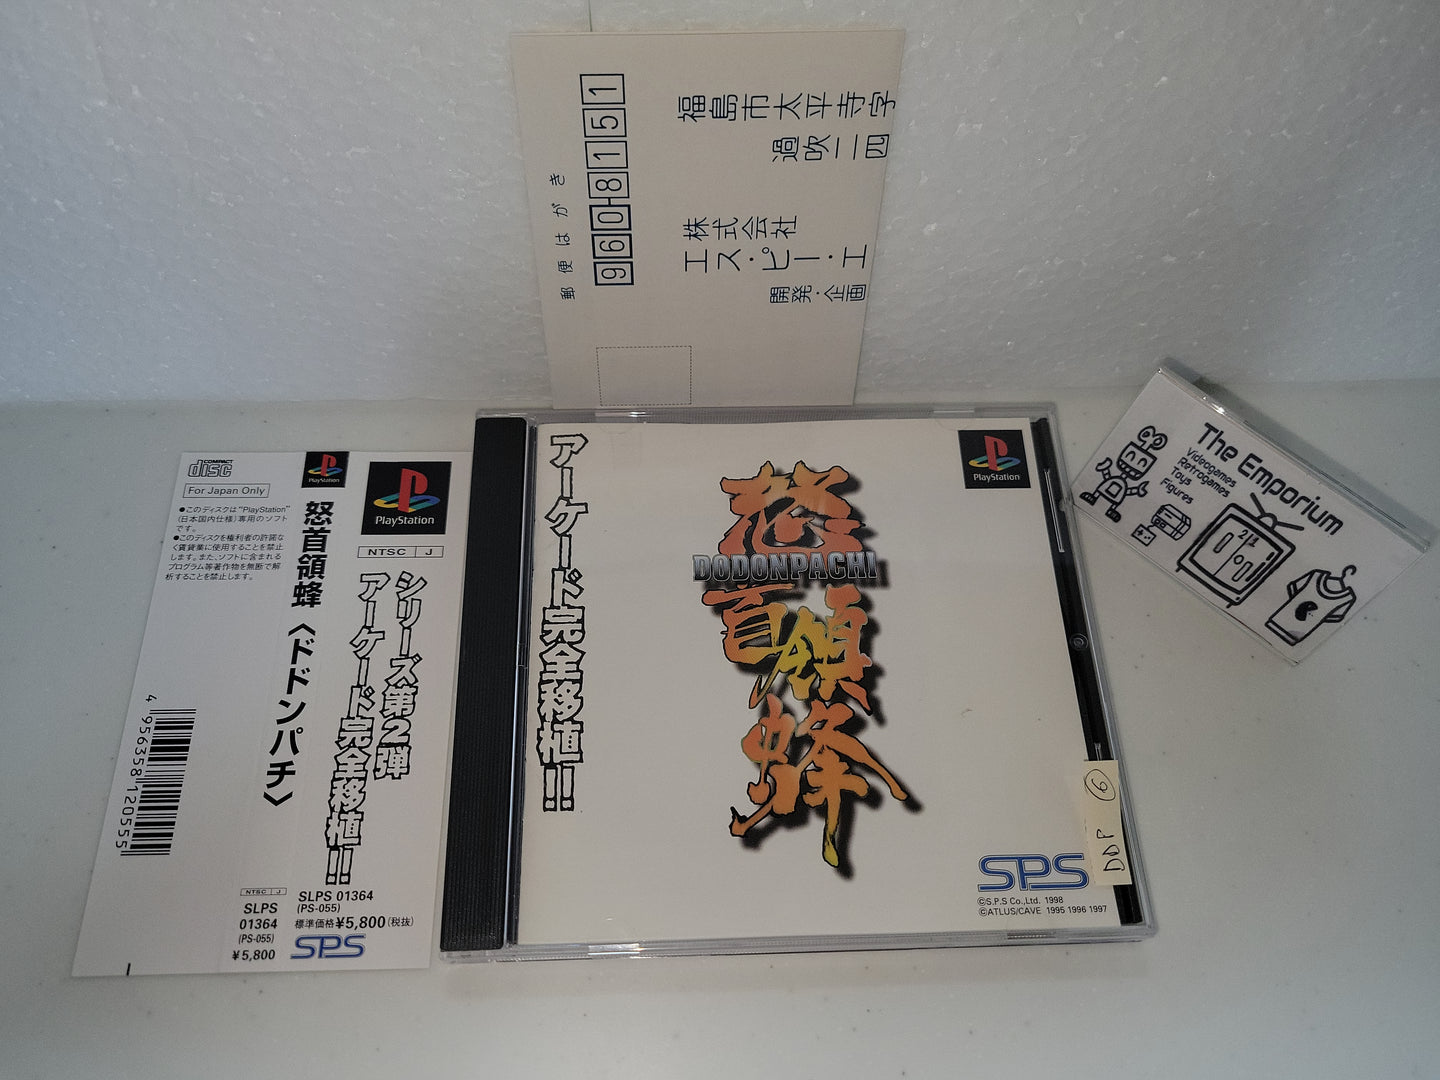 郵便はがき
960-8151
福島市太平寺字
過吹一一四
株式会社
エス・ピー・エ
開発・企画
COMPACT
disc
For Japan Only
●このディスクは"PlayStation"
(日本国内仕様)専用のソフト
です。
●このディスクを権利者の許諾な
く賃貸業に使用することを禁止
します。また、ソフトに含まれる
プログラム等著作物を無断で解
析することを禁止します。
4 956358 120555
PlayStation
怒首領蜂〈ドドンパチ〉
NTSC J
SLPS
01364
(PS-055)
¥5,800
PlayStation
NTSC J
シリーズ第2弾
アーケード完全移植!!
SLPS 01364
(PS-055)
標準価格¥5,800(税抜)
SPS
アーケード完全移植!!
怒首領蜂
DODONPACHI
PlayStation
SPS
©S.P.S Co.,Ltd. 1998
©ATLUS/CAVE 1995 1996 1997
DDP 6
The Emporium
Videogames
Retrogames
Toys
Figures